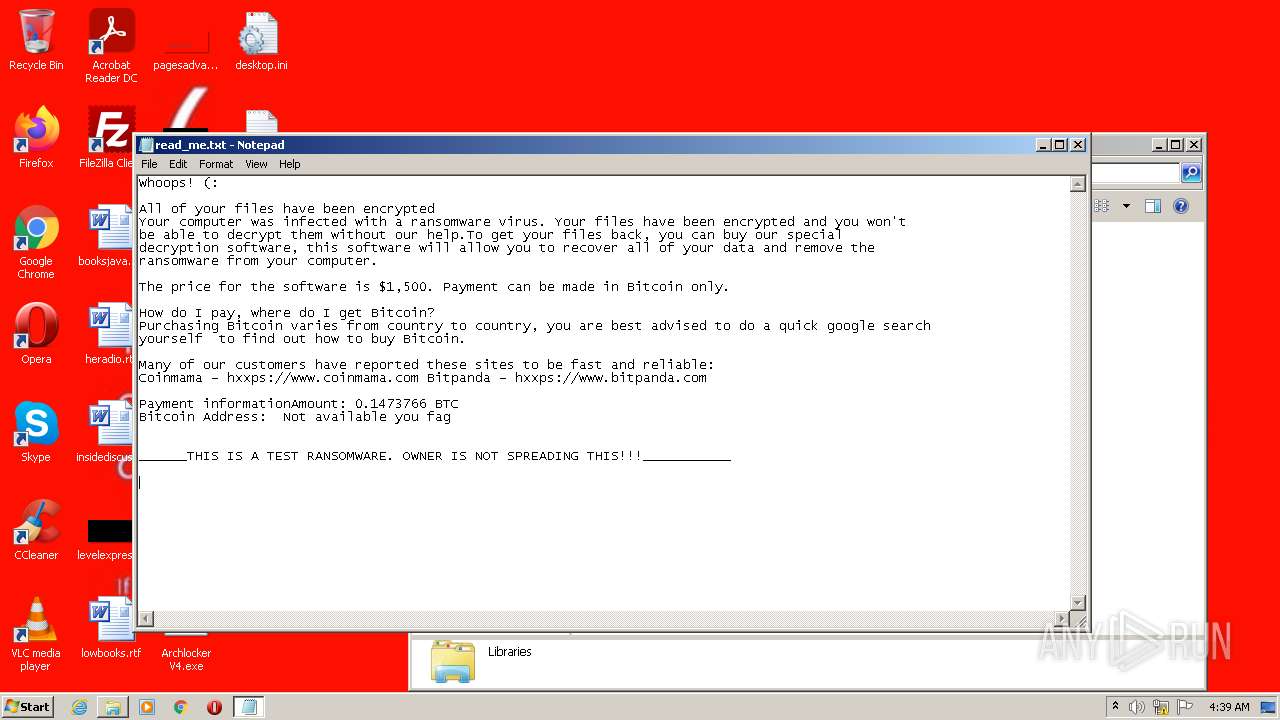 Recycle Bin
Acrobat
Reader DC
pagesadva...
desktop.ini
Firefox
FileZilla Clie
Google
Chrome
booksjava.
Opera
heradio.rt
Skype
insidediscus
CCleaner
levelexpres
VLC media
player
lowbooks.rtf
Archlocker
V4.exe
read_me.txt - Notepad
File Edit Format View Help
Whoops! (:
All of your files have been encrypted
Your computer was infected with a ransomware virus. Your files have been encrypted and you won't
be able to decrypt them without our help.To get your files back, you can buy our special
decryption software, this software will allow you to recover all of your data and remove the
ransomware from your computer.
The price for the software is $1,500. Payment can be made in Bitcoin only.
How do I pay, where do I get Bitcoin?
Purchasing Bitcoin varies from country to country, you are best advised to do a quick google search
yourself  to find out how to buy Bitcoin.
Many of our customers have reported these sites to be fast and reliable:
Coinmama - hxxps://www.coinmama.com Bitpanda - hxxps://www.bitpanda.com
Payment informationAmount: 0.1473766 BTC
Bitcoin Address:  Not available you fag
______THIS IS A TEST RANSOMWARE. OWNER IS NOT SPREADING THIS!!!___________
Libraries
ANY RUN
Start
4:39 AM